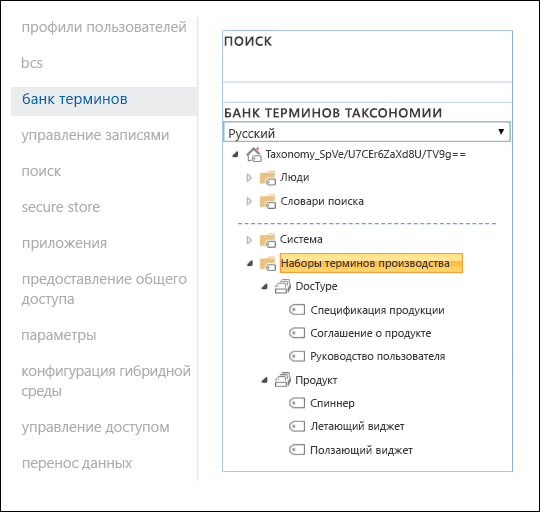 профили пользователей
bcs
банк терминов
управление записями
поиск
secure store
приложения
предоставление общего
доступа
параметры
конфигурация гибридной
среды
управление доступом
перенос данных
ПОИСК
БАНК ТЕРМИНОВ ТАКСОНОМИИ
Русский
Taxonomy_SpVe/U7CEr6ZaXd8U/TV9g==
Люди
Словари поиска
Система
Наборы терминов производства
DocType
Спецификация продукции
Соглашение о продукте
Руководство пользователя
Продукт
Спиннер
Летающий виджет
Ползающий виджет